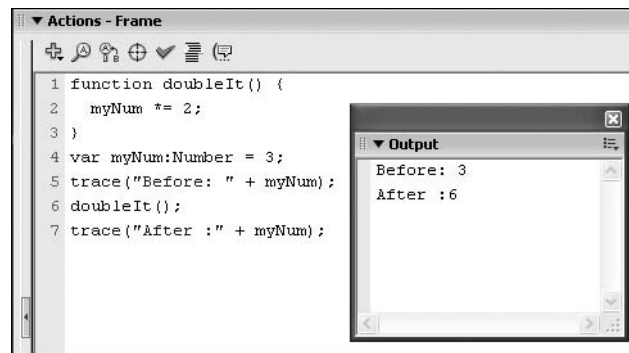 Actions - Frame
1 function doubleIt() {
2 myNum *= 2;
3 }
4 var myNum:Number = 3;
5 trace("Before: " + myNum);
6 doubleIt();
7 trace("After :" + myNum);
Output
Before: 3
After :6